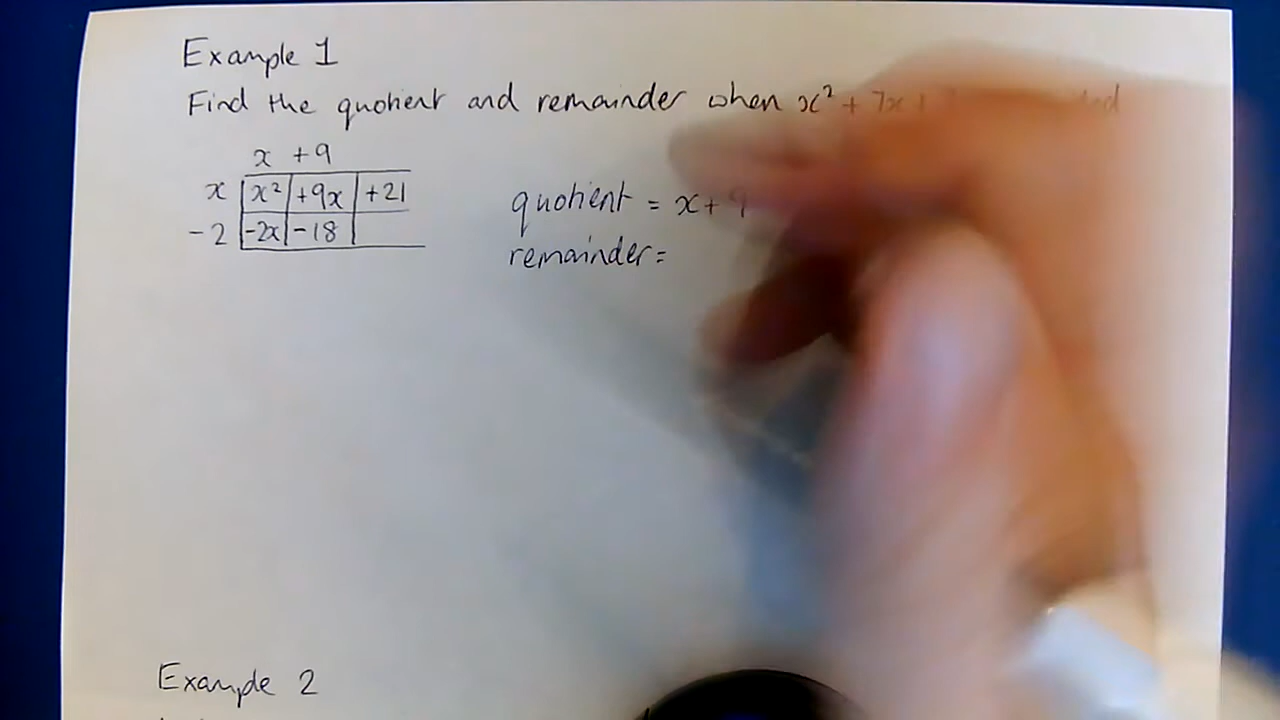 Example 1
Find the quotient and remainder when x² + 7x
x +9
x x² +9x +21
-2 -2x -18
quotient = x + 9
remainder =
Example 2